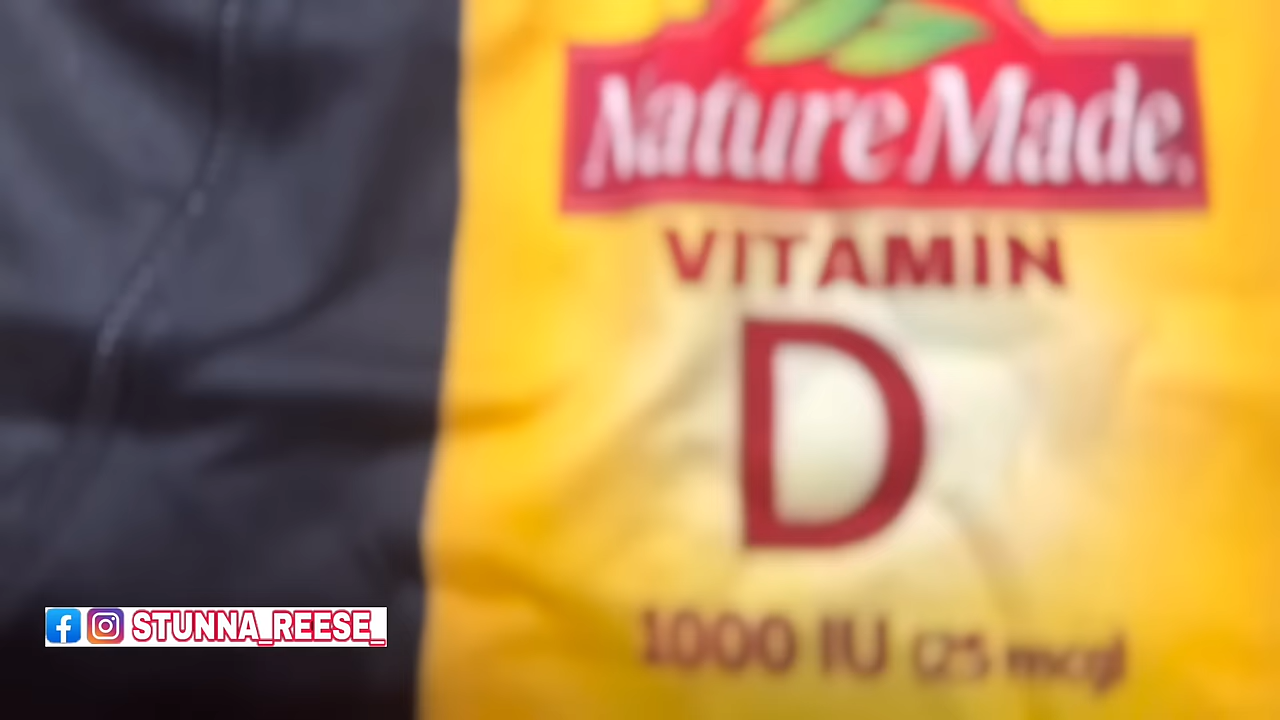 Nature Made.
VITAMIN
D
1000 IU (25 mcg)
STUNNA_REESE_